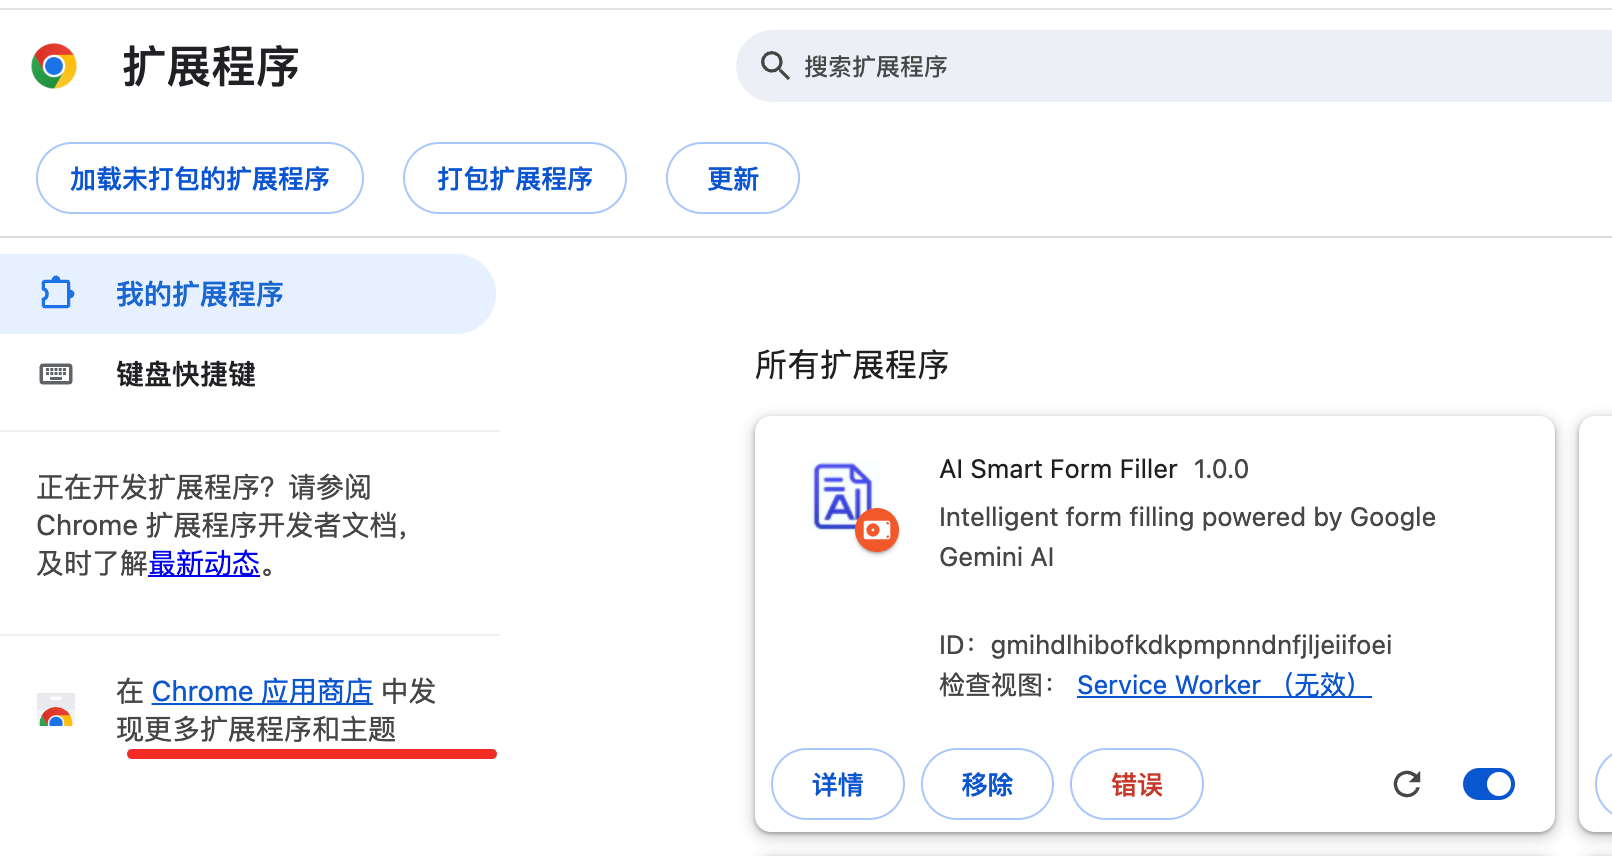 扩展程序
搜索扩展程序
加载未打包的扩展程序
打包扩展程序
更新
我的扩展程序
键盘快捷键
正在开发扩展程序？请参阅
Chrome 扩展程序开发者文档，
及时了解最新动态。
在 Chrome 应用商店 中发
现更多扩展程序和主题
所有扩展程序
AI
AI Smart Form Filler 1.0.0
Intelligent form filling powered by Google
Gemini AI
ID：gmihdlhibofkdkpmpnndnfjljeiifoei
检查视图：Service Worker （无效）
详情
移除
错误